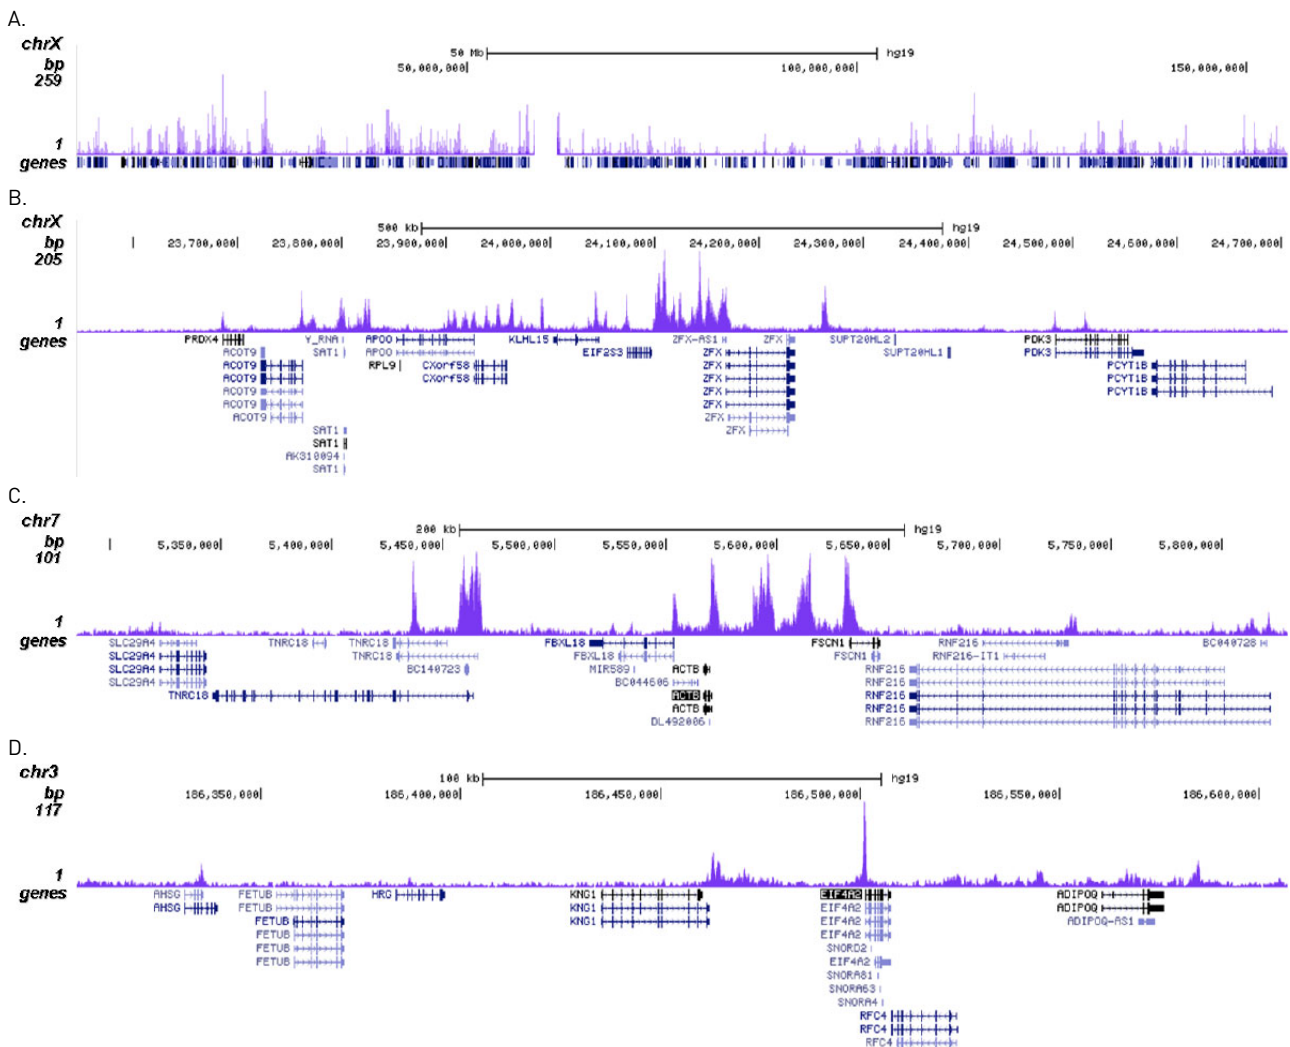 A.
chrX
50 Mb hg19
bp 50,000,000 100,000,000 150,000,000
259
1
genes
B.
chrX
500 kb hg19
bp 23,700,000 23,800,000 23,900,000 24,000,000 24,100,000 24,200,000 24,300,000 24,400,000 24,500,000 24,600,000 24,700,000
205
1
genes PRDX4 Y_RNA APOO KLHL15 ZFX-AS1 ZFX SUPT20HL2 PDK3
ACOT9 SAT1 APOO EIF2S3 ZFX SUPT20HL1 PDK3
ACOT9 RPL9 CXorf58 ZFX PCYT1B
ACOT9 CXorf58 ZFX PCYT1B
ACOT9 ZFX PCYT1B
ACOT9 ZFX
ACOT9 ZFX
SAT1 ZFX
SAT1
AK310094
SAT1
C.
chr7
200 kb hg19
bp 5,350,000 5,400,000 5,450,000 5,500,000 5,550,000 5,600,000 5,650,000 5,700,000 5,750,000 5,800,000
101
1
genes SLC29A4 TNRC18 TNRC18 FBXL18 FSCN1 RNF216 BC040728
SLC29A4 TNRC18 FBXL18 FSCN1 RNF216-IT1
SLC29A4 BC140723 MIR589 ACTB RNF216
SLC29A4 BC044606 RNF216
TNRC18 ACTB RNF216
ACTB RNF216
DL492006 RNF216
D.
chr3
100 kb hg19
bp 186,350,000 186,400,000 186,450,000 186,500,000 186,550,000 186,600,000
117
1
genes AHSG FETUB HRG KNG1 EIF4A2 ADIPOQ
AHSG FETUB KNG1 EIF4A2 ADIPOQ
FETUB KNG1 EIF4A2 ADIPOQ-AS1
FETUB EIF4A2
FETUB SNORD2
FETUB EIF4A2
SNORA81
SNORA63
SNORA4
RFC4
RFC4
RFC4